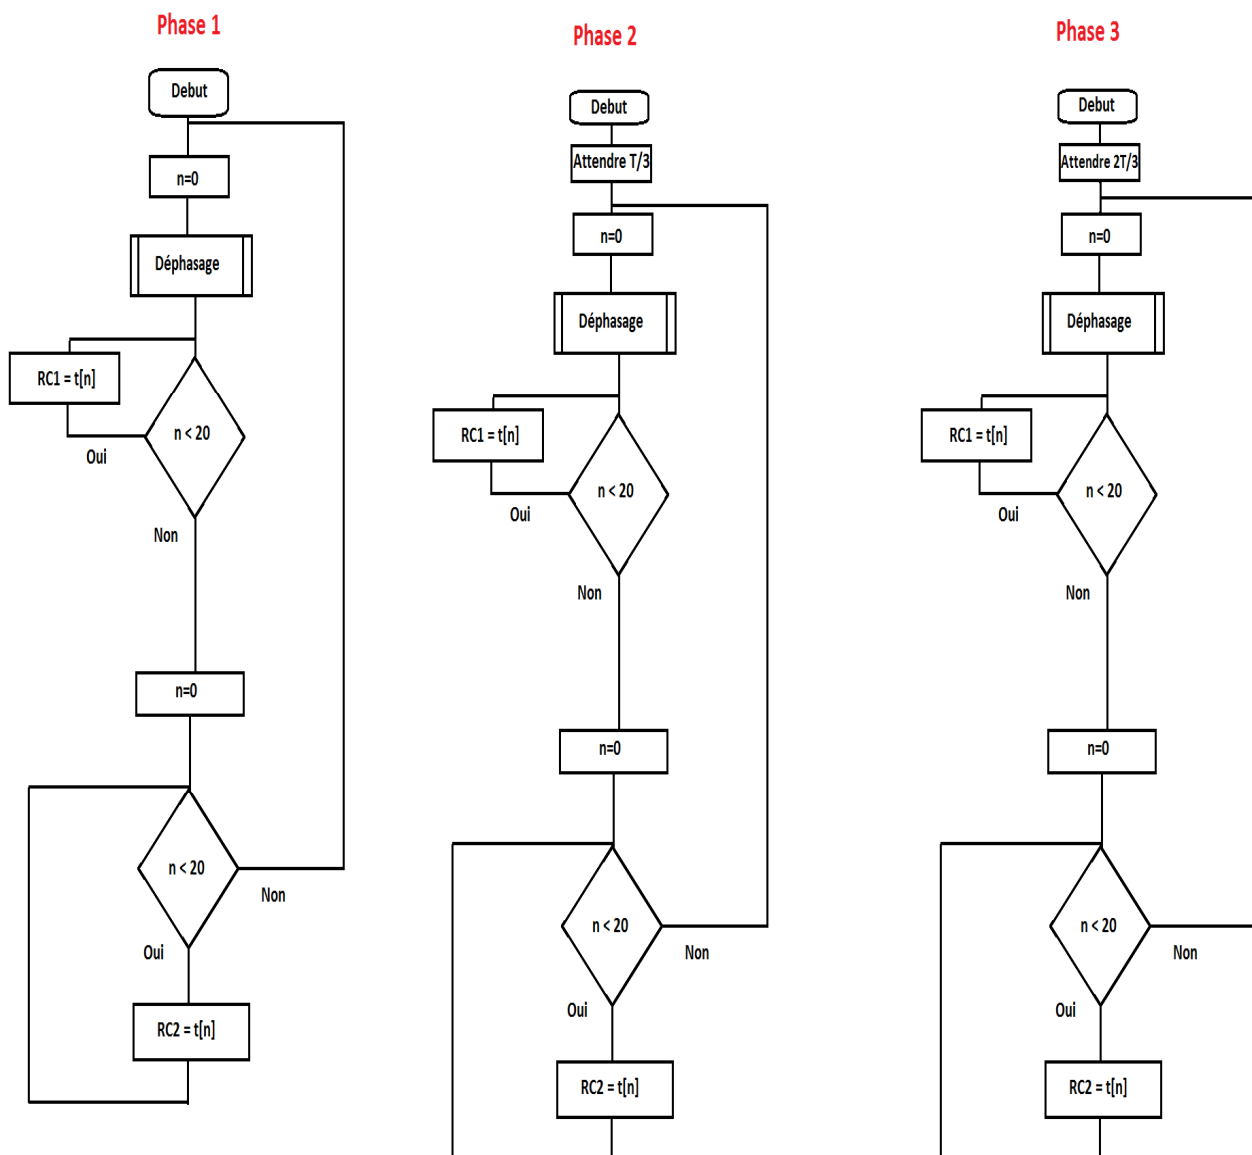 Phase 1
Debut
n=0
Déphasage
RC1 = t[n]
n < 20
Oui
Non
n=0
n < 20
Non
Oui
RC2 = t[n]
Phase 2
Debut
Attendre T/3
n=0
Déphasage
RC1 = t[n]
n < 20
Oui
Non
n=0
n < 20
Non
Oui
RC2 = t[n]
Phase 3
Debut
Attendre 2T/3
n=0
Déphasage
RC1 = t[n]
n < 20
Oui
Non
n=0
n < 20
Non
Oui
RC2 = t[n]